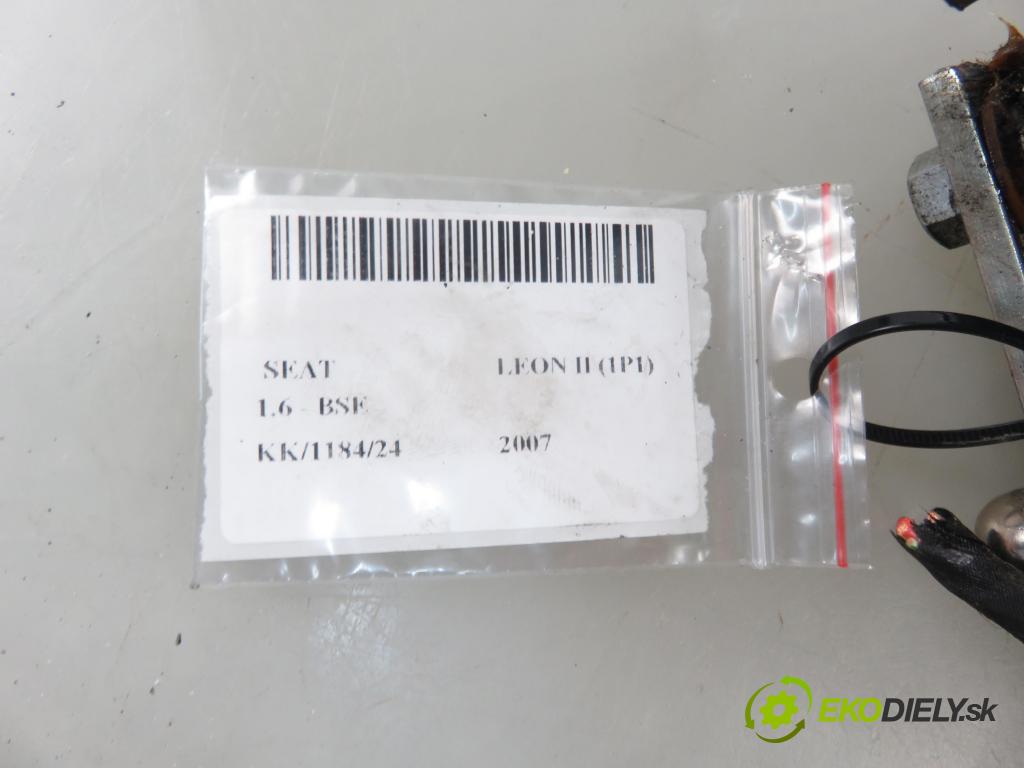 SEAT LEON II (1P1)
1.6 - BSE
KK/1184/24 2007
EKODIELY.sk